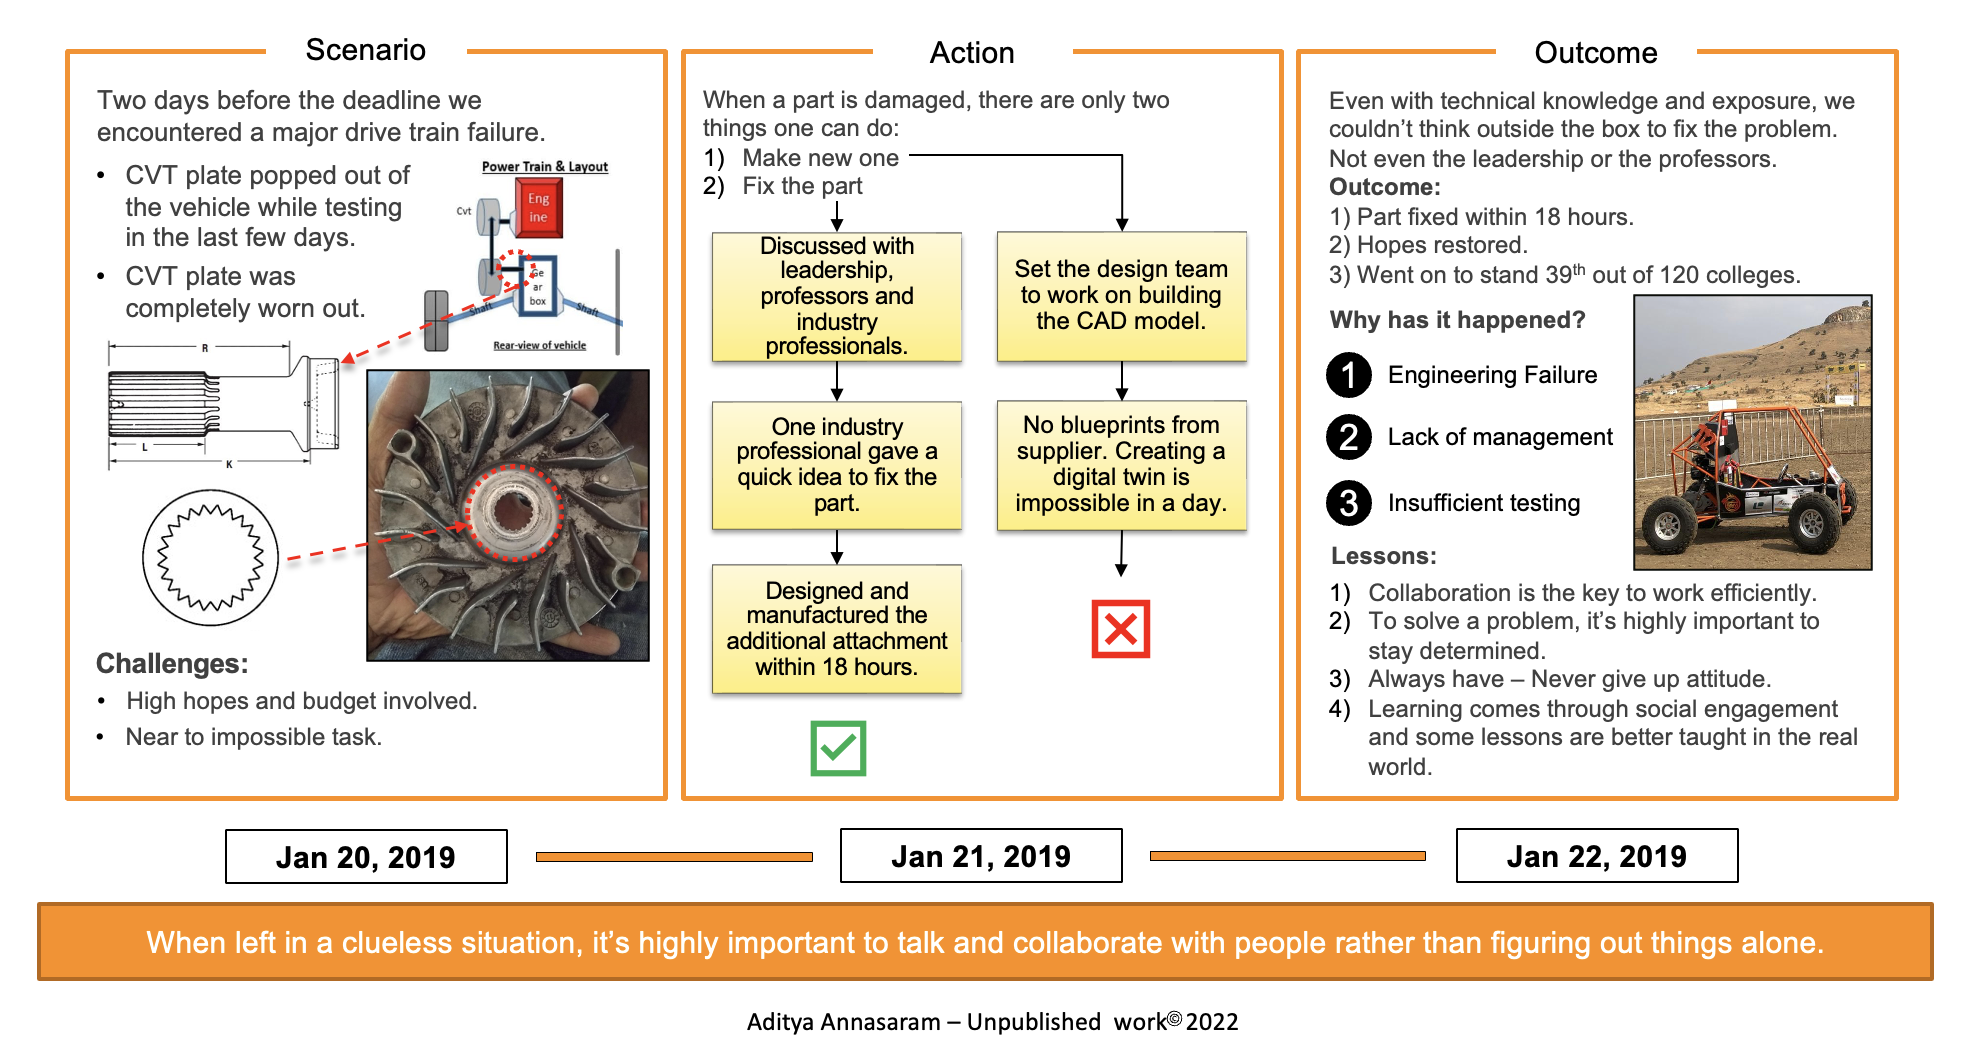 Scenario
Two days before the deadline we
encountered a major drive train failure.
• CVT plate popped out of
the vehicle while testing
in the last few days.
• CVT plate was
completely worn out.
Power Train & Layout
Eng
ine
Cvt
Ge
ar
box
Shaft
Shaft
Rear-view of vehicle
R
L
K
Challenges:
• High hopes and budget involved.
• Near to impossible task.
Action
When a part is damaged, there are only two
things one can do:
1) Make new one
2) Fix the part
Discussed with
leadership,
professors and
industry
professionals.
One industry
professional gave a
quick idea to fix the
part.
Designed and
manufactured the
additional attachment
within 18 hours.
Set the design team
to work on building
the CAD model.
No blueprints from
supplier. Creating a
digital twin is
impossible in a day.
Outcome
Even with technical knowledge and exposure, we
couldn’t think outside the box to fix the problem.
Not even the leadership or the professors.
Outcome:
1) Part fixed within 18 hours.
2) Hopes restored.
3) Went on to stand 39th out of 120 colleges.
Why has it happened?
1 Engineering Failure
2 Lack of management
3 Insufficient testing
Lessons:
1) Collaboration is the key to work efficiently.
2) To solve a problem, it’s highly important to
stay determined.
3) Always have – Never give up attitude.
4) Learning comes through social engagement
and some lessons are better taught in the real
world.
Jan 20, 2019
Jan 21, 2019
Jan 22, 2019
When left in a clueless situation, it’s highly important to talk and collaborate with people rather than figuring out things alone.
Aditya Annasaram – Unpublished work© 2022